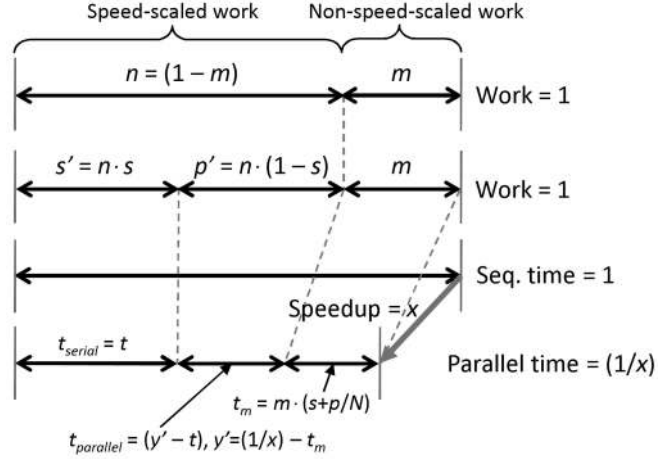 Speed-scaled work
Non-speed-scaled work
n = (1 – m)
m
Work = 1
s' = n · s
p' = n · (1 – s)
m
Work = 1
Seq. time = 1
Speedup = x
t_serial = t
Parallel time = (1/x)
t_m = m · (s+p/N)
t_parallel = (y' – t), y'=(1/x) – t_m